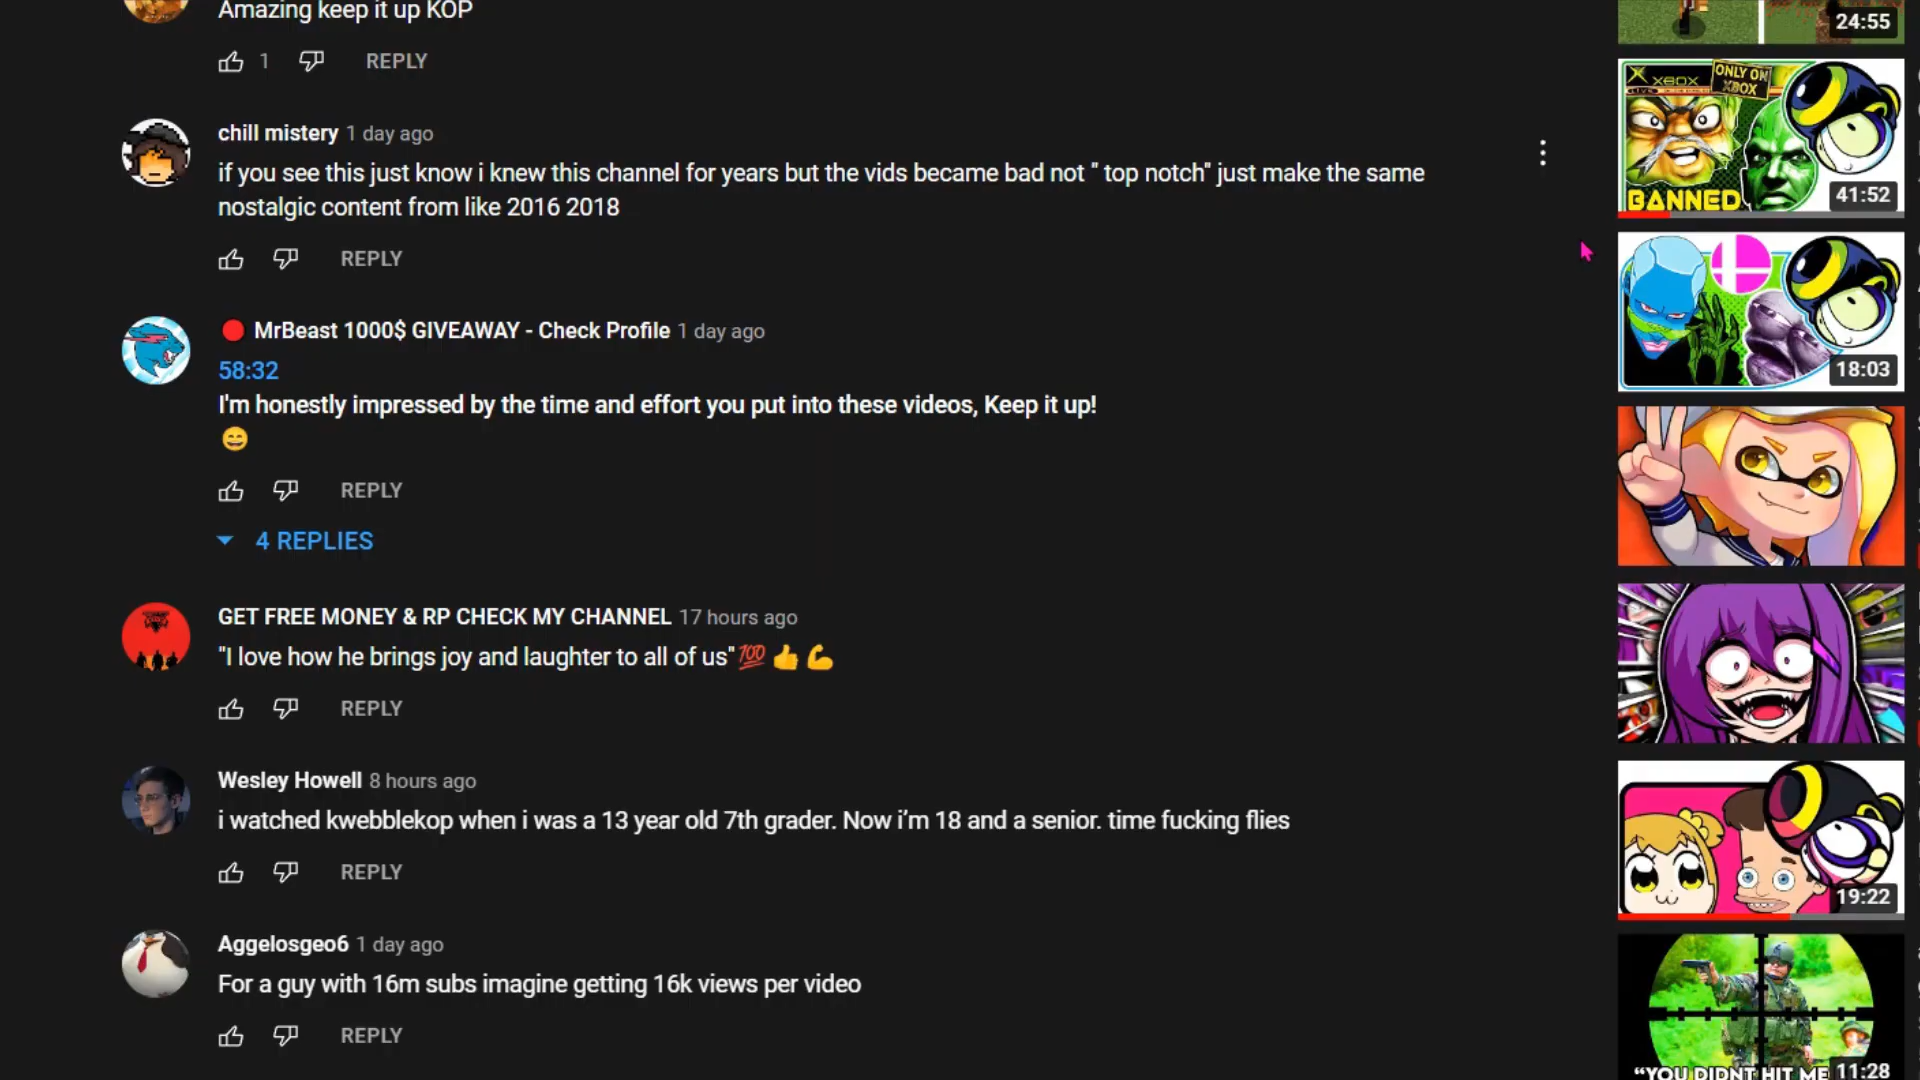 Amazing keep it up KOP
1 REPLY
chill mistery 1 day ago
if you see this just know i knew this channel for years but the vids became bad not " top notch" just make the same
nostalgic content from like 2016 2018
REPLY
MrBeast 1000$ GIVEAWAY - Check Profile 1 day ago
58:32
I'm honestly impressed by the time and effort you put into these videos, Keep it up!
😄
REPLY
4 REPLIES
GET FREE MONEY & RP CHECK MY CHANNEL 17 hours ago
"I love how he brings joy and laughter to all of us"💯👍💪
REPLY
Wesley Howell 8 hours ago
i watched kwebblekop when i was a 13 year old 7th grader. Now i'm 18 and a senior. time fucking flies
REPLY
Aggelosgeo6 1 day ago
For a guy with 16m subs imagine getting 16k views per video
REPLY
24:55
XBOX
LIVE
ONLY ON
XBOX
BANNED
41:52
18:03
19:22
"YOU DIDNT HIT ME
11:28